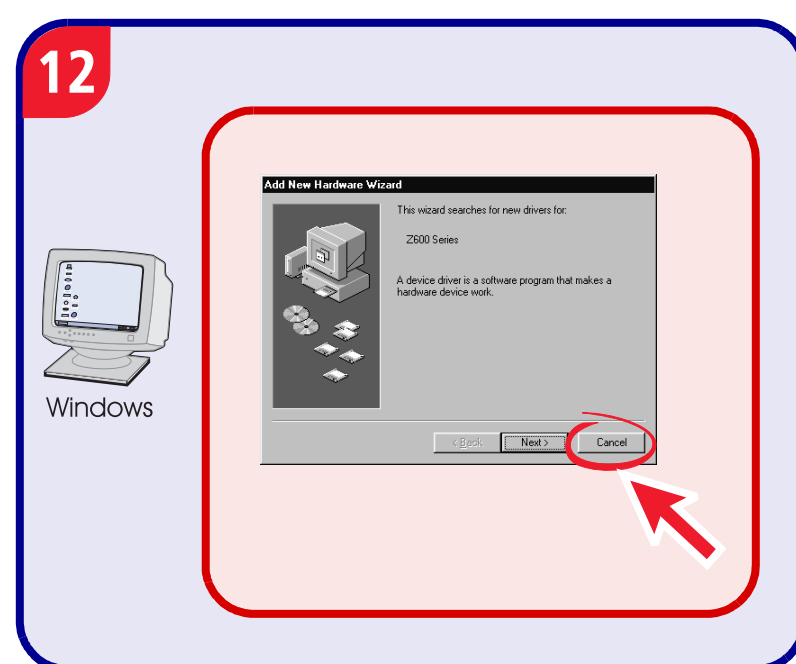 12
Add New Hardware Wizard
This wizard searches for new drivers for:
Z600 Series
A device driver is a software program that makes a
hardware device work.
Windows
< Back
Next >
Cancel